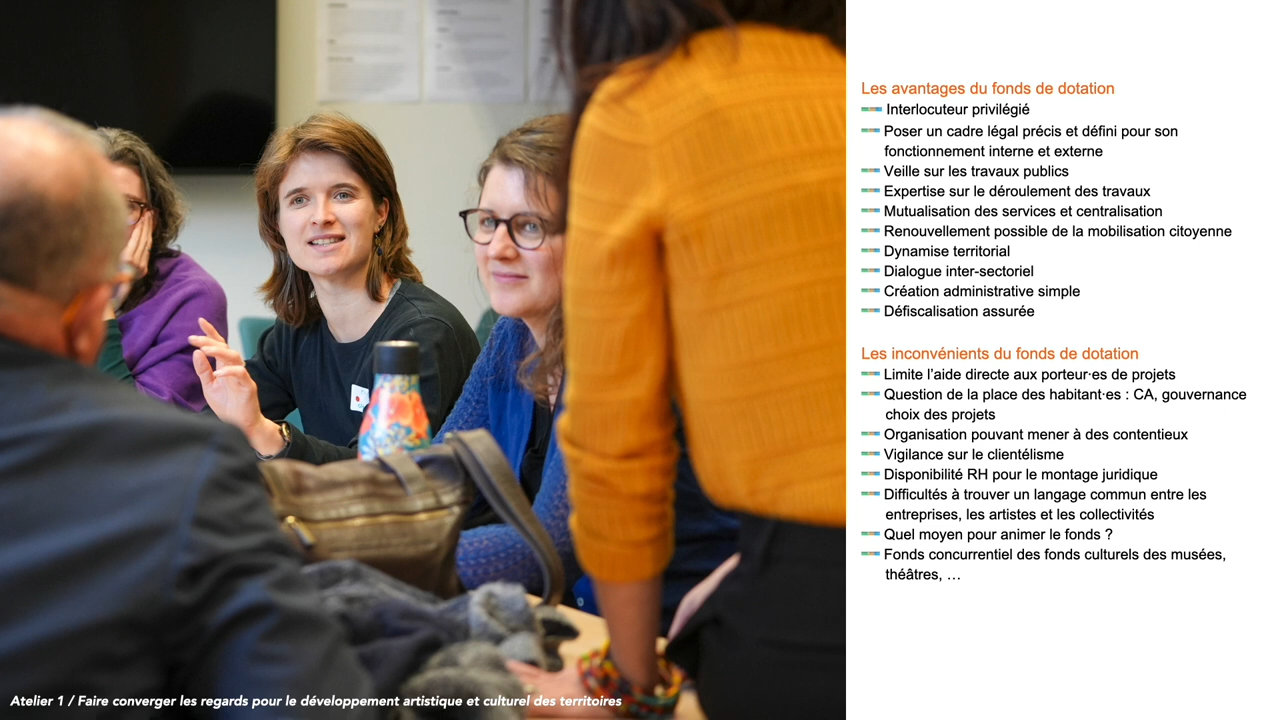 Les avantages du fonds de dotation
Interlocuteur privilégié
Poser un cadre légal précis et défini pour son
fonctionnement interne et externe
Veille sur les travaux publics
Expertise sur le déroulement des travaux
Mutualisation des services et centralisation
Renouvellement possible de la mobilisation citoyenne
Dynamise territorial
Dialogue inter-sectoriel
Création administrative simple
Défiscalisation assurée
Les inconvénients du fonds de dotation
Limite l’aide directe aux porteur·es de projets
Question de la place des habitant·es : CA, gouvernance
choix des projets
Organisation pouvant mener à des contentieux
Vigilance sur le clientélisme
Disponibilité RH pour le montage juridique
Difficultés à trouver un langage commun entre les
entreprises, les artistes et les collectivités
Quel moyen pour animer le fonds ?
Fonds concurrentiel des fonds culturels des musées,
théâtres, …
Atelier 1 / Faire converger les regards pour le développement artistique et culturel des territoires